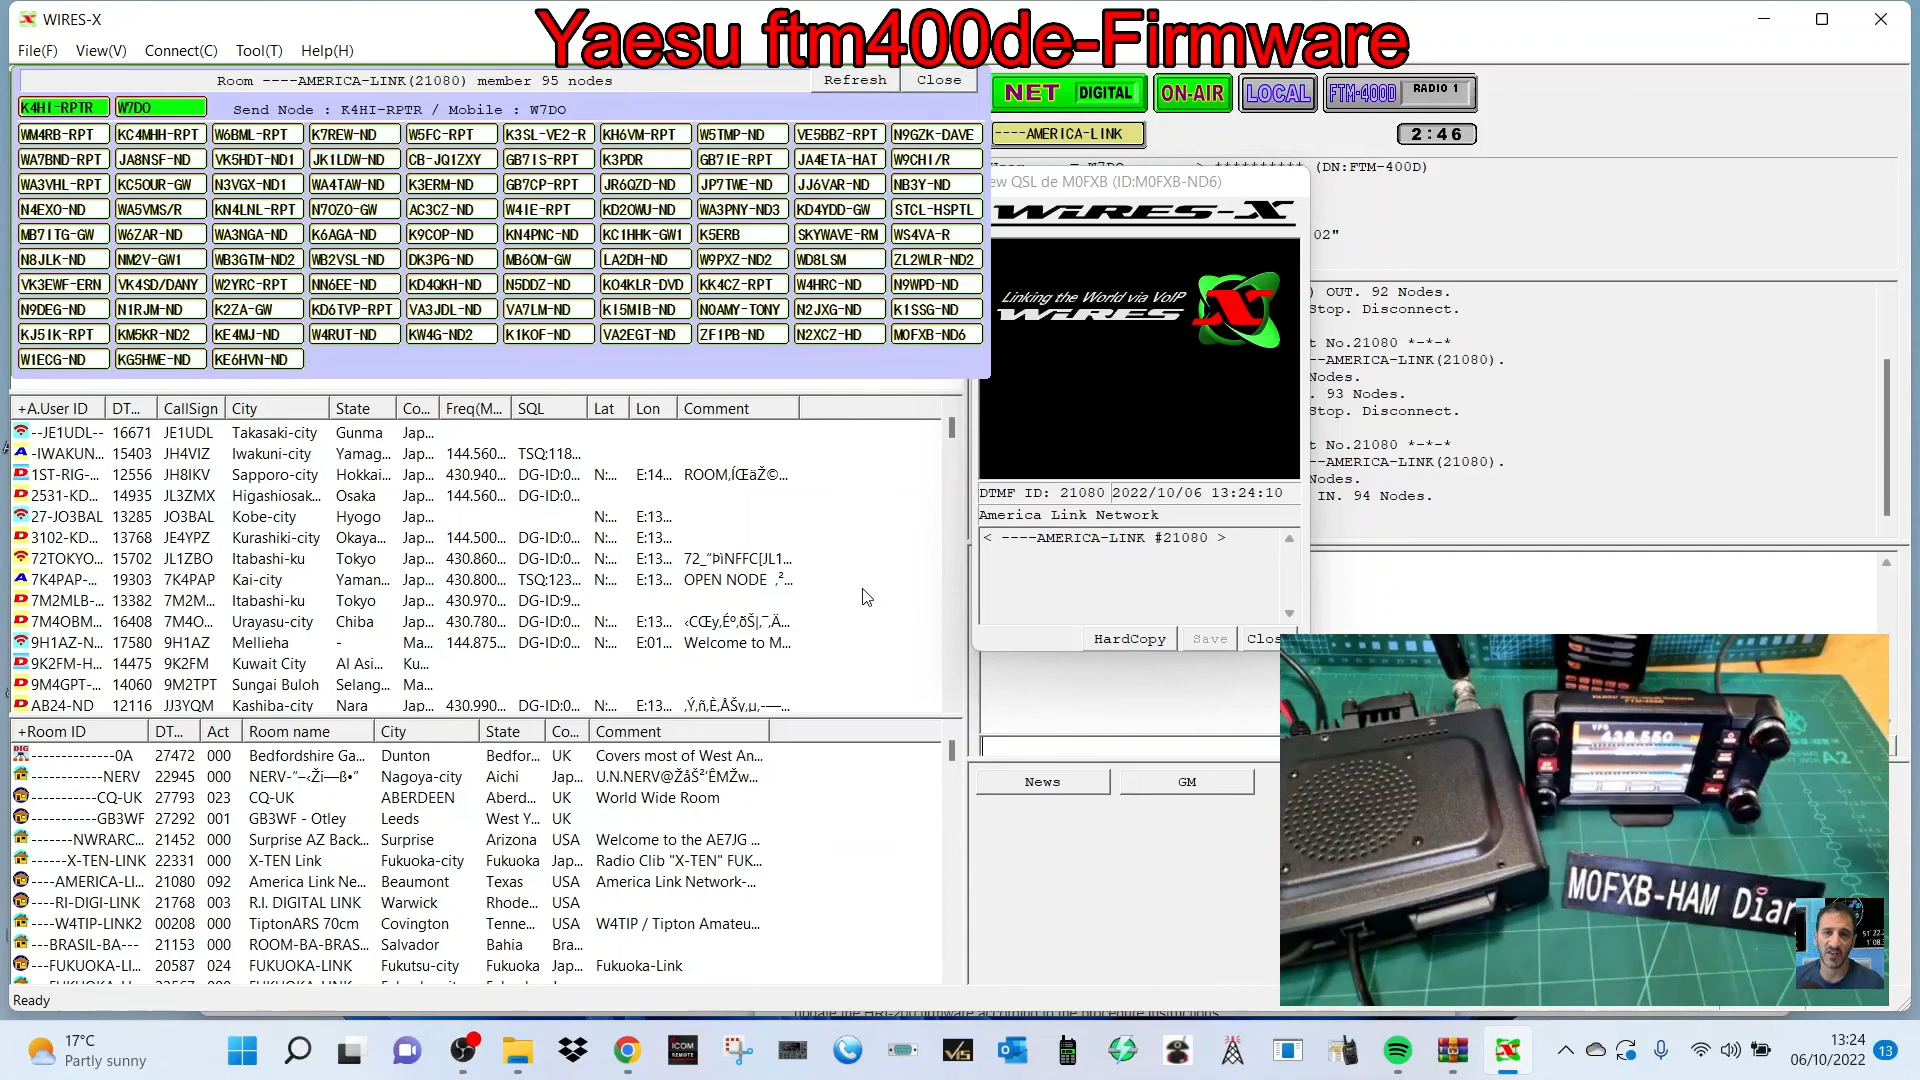 WIRES-X
Yaesu ftm400de-Firmware
File(F) View(V) Connect(C) Tool(T) Help(H)
Room ----AMERICA-LINK(21080) member 95 nodes Refresh Close
K4HI-RPTR W7DO Send Node : K4HI-RPTR / Mobile : W7DO
WM4RB-RPT KC4MHH-RPT W6BML-RPT K7REW-ND W5FC-RPT K3SL-VE2-R KH6VM-RPT W5TMP-ND VE5BBZ-RPT N9GZK-DAVE
WA7BND-RPT JA8NSF-ND VK5HDT-ND1 JK1LDW-ND CB-JQ1ZXY GB7IS-RPT K3PDR GB7IE-RPT JA4ETA-HAT W9CHI/R
WA3VHL-RPT KC5OUR-GW N3VGX-ND1 WA4TAW-ND K3ERM-ND GB7CP-RPT JR6QZD-ND JP7TWE-ND JJ6VAR-ND NB3Y-ND
N4EXO-ND WA5VMS/R KN4LNL-RPT N7OZO-GW AC3CZ-ND W4IE-RPT KD2OWU-ND WA3PNY-ND3 KD4YDD-GW STCL-HSPTL
MB7ITG-GW W6ZAR-ND WA3NGA-ND K6AGA-ND K9COP-ND KN4PNC-ND KC1HHK-GW1 K5ERB SKYWAVE-RM WS4VA-R
N8JLK-ND NM2V-GW1 WB3GTM-ND2 WB2VSL-ND DK3PG-ND MB6OM-GW LA2DH-ND W9PXZ-ND2 WD8LSM ZL2WLR-ND2
VK3EWF-ERN VK4SD/DANY W2YRC-RPT NN6EE-ND KD4QKH-ND N5DDZ-ND KO4KLR-DVD KK4CZ-RPT W4HRC-ND N9WPD-ND
N9DEG-ND N1RJM-ND K2ZA-GW KD6TVP-RPT VA3JDL-ND VA7LM-ND K15MIB-ND N0AMY-TONY N2JXG-ND K1SSG-ND
KJ5IK-RPT KM5KR-ND2 KE4MJ-ND W4RUT-ND KW4G-ND2 K1KOF-ND VA2EGT-ND ZF1PB-ND N2XCZ-HD M0FXB-ND6
W1ECG-ND KG5HWE-ND KE6HVN-ND
NET DIGITAL ON-AIR LOCAL FTM-400D RADIO 1
----AMERICA-LINK 2:46
(DN:FTM-400D)
ew QSL de M0FXB (ID:M0FXB-ND6)
WiRES-X
02"
Linking the World via VoIP
WiRES X
) OUT. 92 Nodes.
Stop. Disconnect.
t No.21080 *-*-*
--AMERICA-LINK(21080).
Nodes.
. 93 Nodes.
Stop. Disconnect.
t No.21080 *-*-*
--AMERICA-LINK(21080).
Nodes.
IN. 94 Nodes.
DTMF ID: 21080 2022/10/06 13:24:10
America Link Network
< ----AMERICA-LINK #21080 >
HardCopy Save Clos
+A.User ID DT... CallSign City State Co... Freq(M... SQL Lat Lon Comment
--JE1UDL-- 16671 JE1UDL Takasaki-city Gunma Jap...
-IWAKUN... 15403 JH4VIZ Iwakuni-city Yamag... Jap... 144.560... TSQ:118...
1ST-RIG-... 12556 JH8IKV Sapporo-city Hokkai... Jap... 430.940... DG-ID:0... N:... E:14... ROOM,ÍŒäŽ©...
2531-KD... 14935 JL3ZMX Higashiosak... Osaka Jap... 144.560... DG-ID:0...
27-JO3BAL 13285 JO3BAL Kobe-city Hyogo Jap... N:... E:13...
3102-KD... 13768 JE4YPZ Kurashiki-city Okaya... Jap... 144.500... DG-ID:0... N:... E:13...
72TOKYO... 15702 JL1ZBO Itabashi-ku Tokyo Jap... 430.860... DG-ID:0... N:... E:13... 72_"ÞìNFFC[JL1...
7K4PAP-... 19303 7K4PAP Kai-city Yaman... Jap... 430.800... TSQ:123... N:... E:13... OPEN NODE ,²...
7M2MLB-... 13382 7M2M... Itabashi-ku Tokyo Jap... 430.970... DG-ID:9...
7M4OBM... 16408 7M4O... Urayasu-city Chiba Jap... 430.780... DG-ID:0... N:... E:13...
9H1AZ-N... 17580 9H1AZ Mellieha - Ma... 144.875... DG-ID:0... N:... E:01... Welcome to M...
9K2FM-H... 14475 9K2FM Kuwait City Al Asi... Ku...
9M4GPT-... 14060 9M2TPT Sungai Buloh Selang... Ma...
AB24-ND 12116 JJ3YQM Kashiba-city Nara Jap... 430.990... DG-ID:0... N:... E:13...
+Room ID DT... Act Room name City State Co... Comment
--------------0A 27472 000 Bedfordshire Ga... Dunton Bedfor... UK Covers most of West An...
------------NERV 22945 000 Nagoya-city Aichi Jap...
-----------CQ-UK 27793 023 CQ-UK ABERDEEN Aberd... UK World Wide Room
-----------GB3WF 27292 001 GB3WF - Otley Leeds West Y... UK
-------NWRARC... 21452 000 Surprise AZ Back... Surprise Arizona USA Welcome to the AE7JG ...
------X-TEN-LINK 22331 000 X-TEN Link Fukuoka-city Fukuoka Jap... Radio Clib "X-TEN" FUK...
----AMERICA-LI... 21080 092 America Link Ne... Beaumont Texas USA America Link Network-...
----RI-DIGI-LINK 21768 003 R.I. DIGITAL LINK Warwick Rhode... USA
----W4TIP-LINK2 00208 000 TiptonARS 70cm Covington Tenne... USA W4TIP / Tipton Amateu...
---BRASIL-BA--- 21153 000 ROOM-BA-BRAS... Salvador Bahia Bra...
---FUKUOKA-LI... 20587 024 FUKUOKA-LINK Fukutsu-city Fukuoka Jap... Fukuoka-Link
News GM
VFO
438.550
M0FXB-HAM Diar
A2
Ready
update the HRI-200 firmware according to the procedure instructions.
17°C
Partly sunny
ICOM
REMOTE
13:24
06/10/2022
13